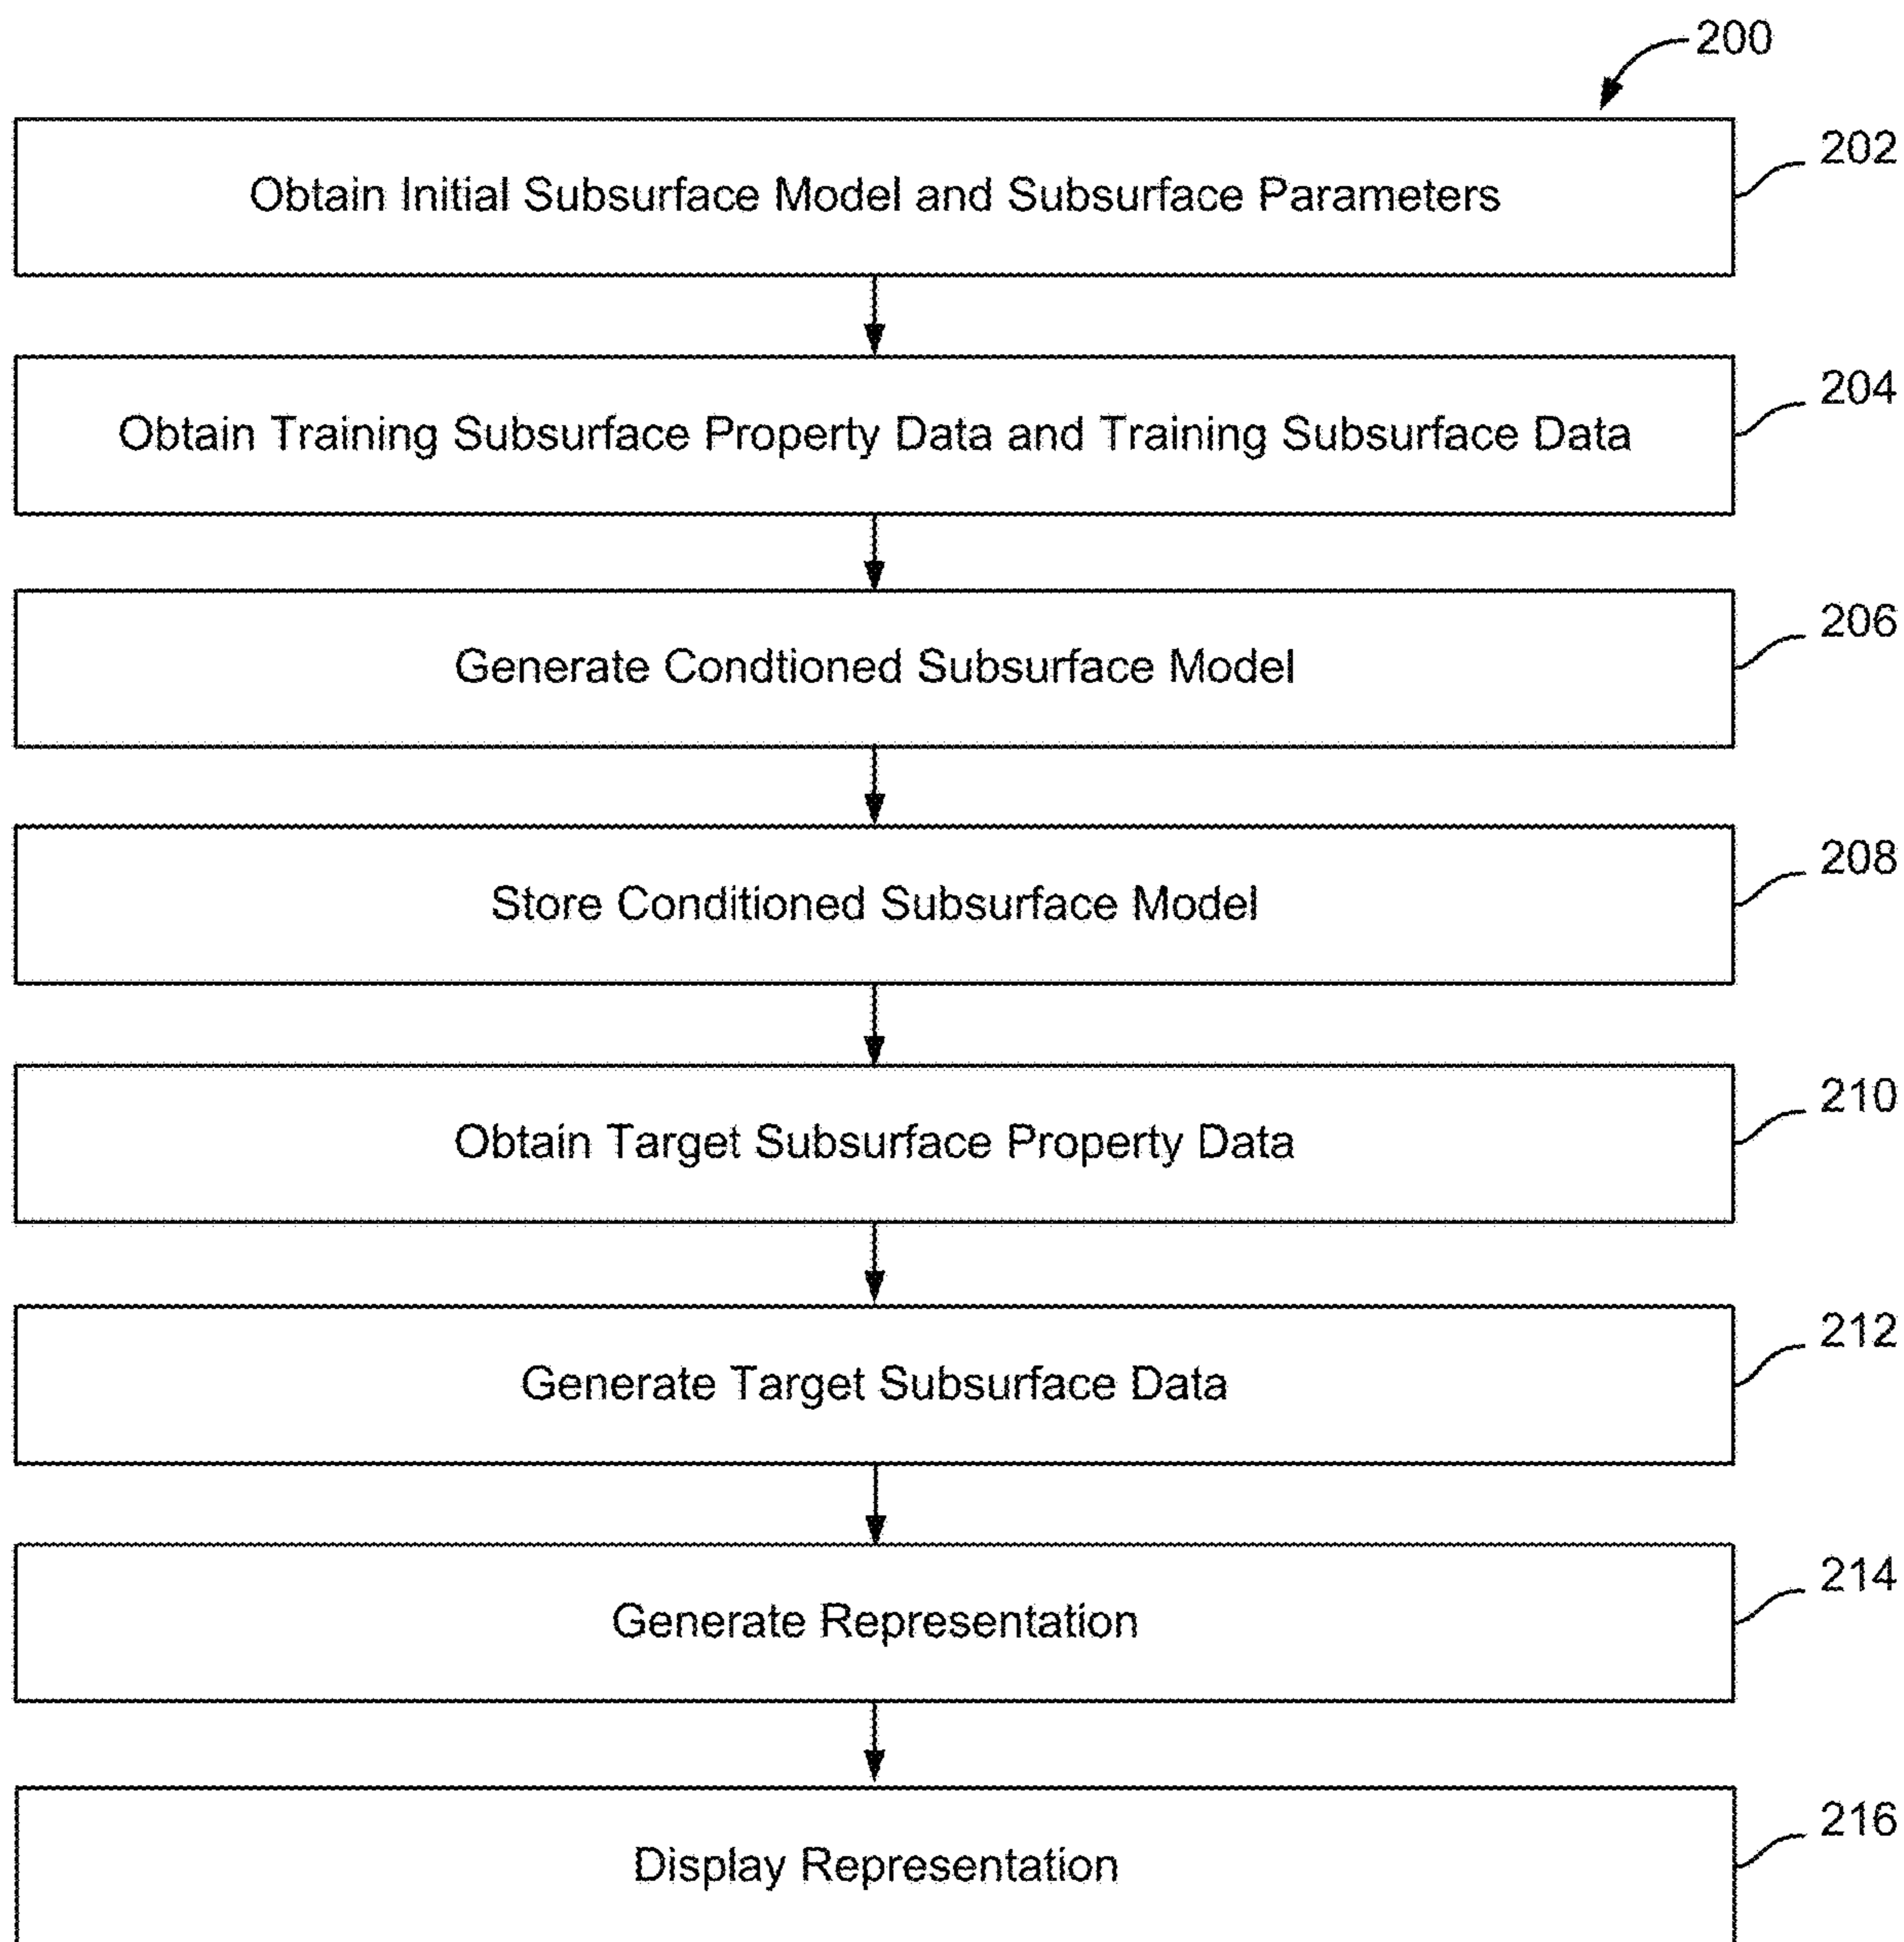 200
Obtain Initial Subsurface Model and Subsurface Parameters
202
Obtain Training Subsurface Property Data and Training Subsurface Data
204
Generate Condtioned Subsurface Model
206
Store Conditioned Subsurface Model
208
Obtain Target Subsurface Property Data
210
Generate Target Subsurface Data
212
Generate Representation
214
Display Representation
216